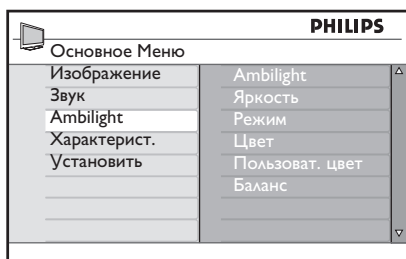 PHILIPS
Основное Меню
Изображение
Звук
Ambilight
Характерист.
Установить
Ambilight
Яркость
Режим
Цвет
Пользоват. цвет
Баланс